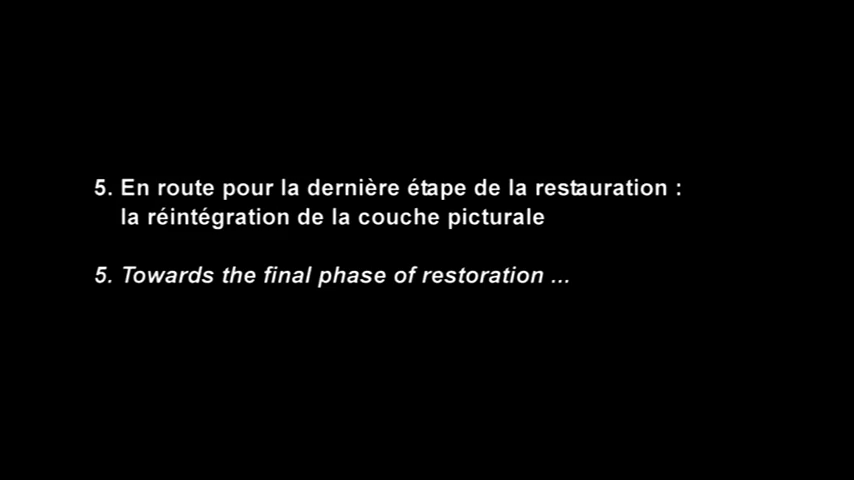 5. En route pour la dernière étape de la restauration :
la réintégration de la couche picturale
5. Towards the final phase of restoration ...